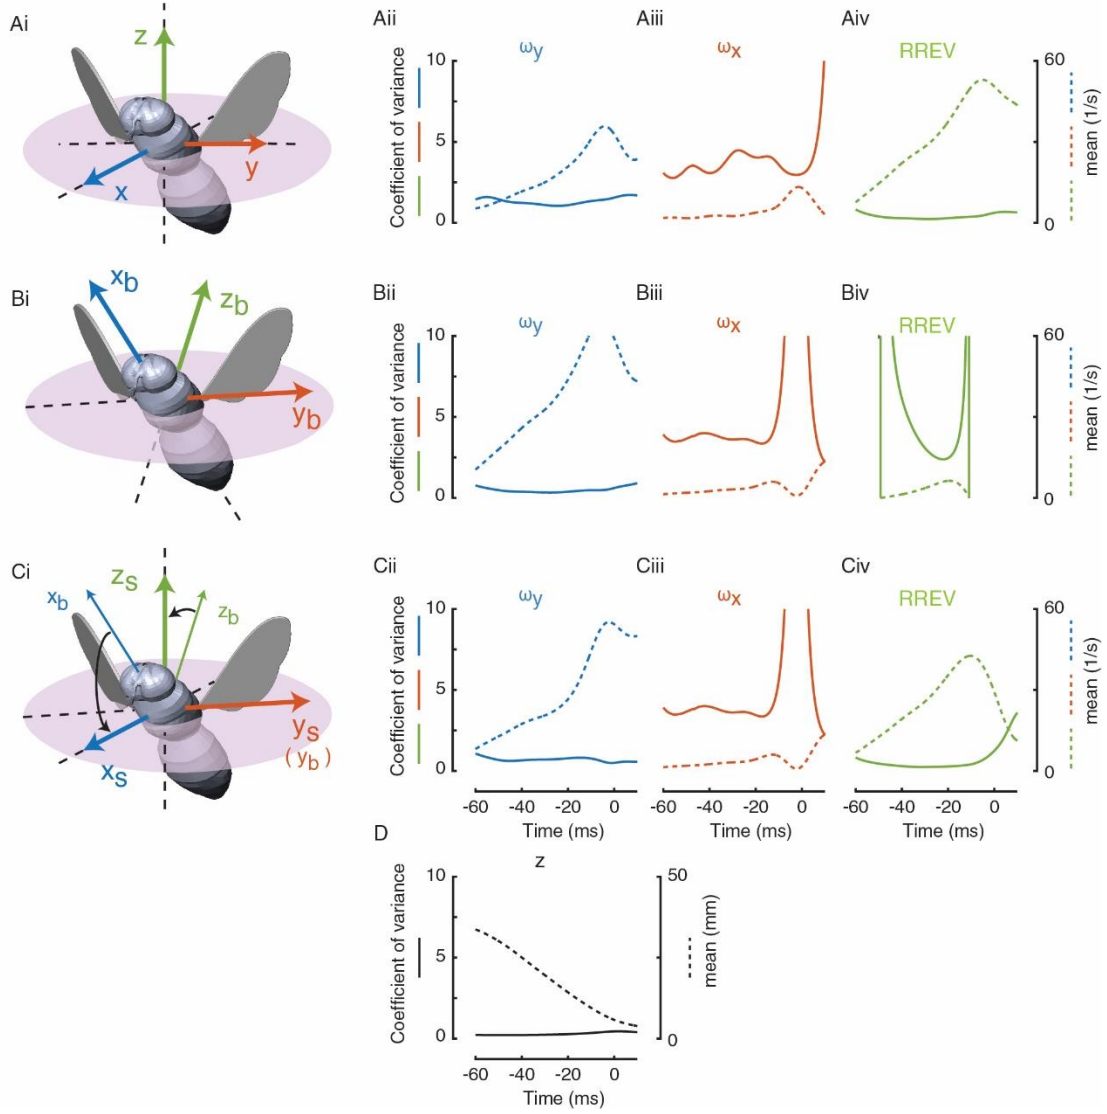 Ai
z
x
y
Aii
ωy
Coefficient of variance
10
5
0
Aiii
ωx
Aiv
RREV
60
0
mean (1/s)
Bi
xb
zb
yb
Bii
ωy
Coefficient of variance
10
5
0
Biii
ωx
Biv
RREV
60
0
mean (1/s)
Ci
xb
zs
zb
ys
(yb)
xs
Cii
ωy
Coefficient of variance
10
5
0
-60 -40 -20 0
Time (ms)
Ciii
ωx
-60 -40 -20 0
Time (ms)
Civ
RREV
60
0
mean (1/s)
-60 -40 -20 0
Time (ms)
D
z
Coefficient of variance
10
5
0
50
0
mean (mm)
-60 -40 -20 0
Time (ms)